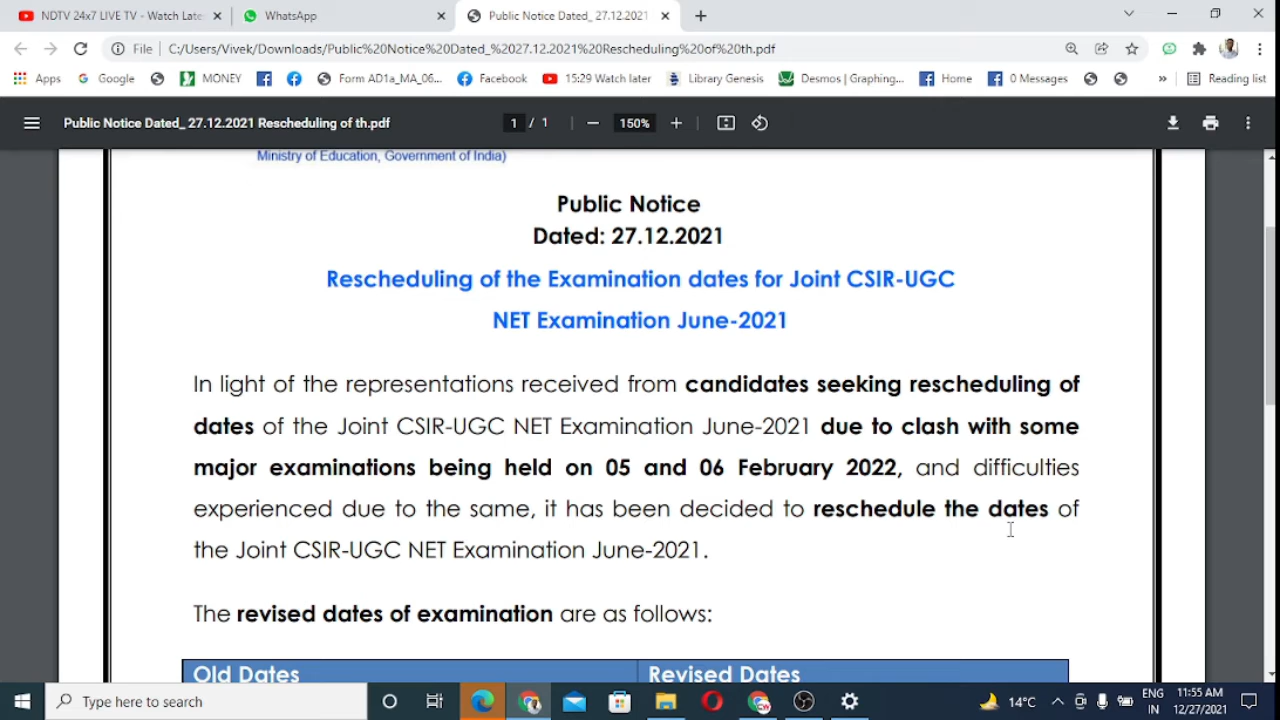 NDTV 24x7 LIVE TV - Watch Late
WhatsApp
Public Notice Dated_ 27.12.2021
File | C:/Users/Vivek/Downloads/Public%20Notice%20Dated_%2027.12.2021%20Rescheduling%20of%20th.pdf
Apps Google MONEY Form AD1a_MA_06... Facebook 15:29 Watch later Library Genesis Desmos | Graphing... Home 0 Messages » Reading list
Public Notice Dated_ 27.12.2021 Rescheduling of th.pdf 1 / 1 150%
Ministry of Education, Government of India)
Public Notice
Dated: 27.12.2021
Rescheduling of the Examination dates for Joint CSIR-UGC
NET Examination June-2021
In light of the representations received from candidates seeking rescheduling of
dates of the Joint CSIR-UGC NET Examination June-2021 due to clash with some
major examinations being held on 05 and 06 February 2022, and difficulties
experienced due to the same, it has been decided to reschedule the dates of
the Joint CSIR-UGC NET Examination June-2021.
The revised dates of examination are as follows:
Old Dates Revised Dates
Type here to search
14°C
ENG
IN
11:55 AM
12/27/2021